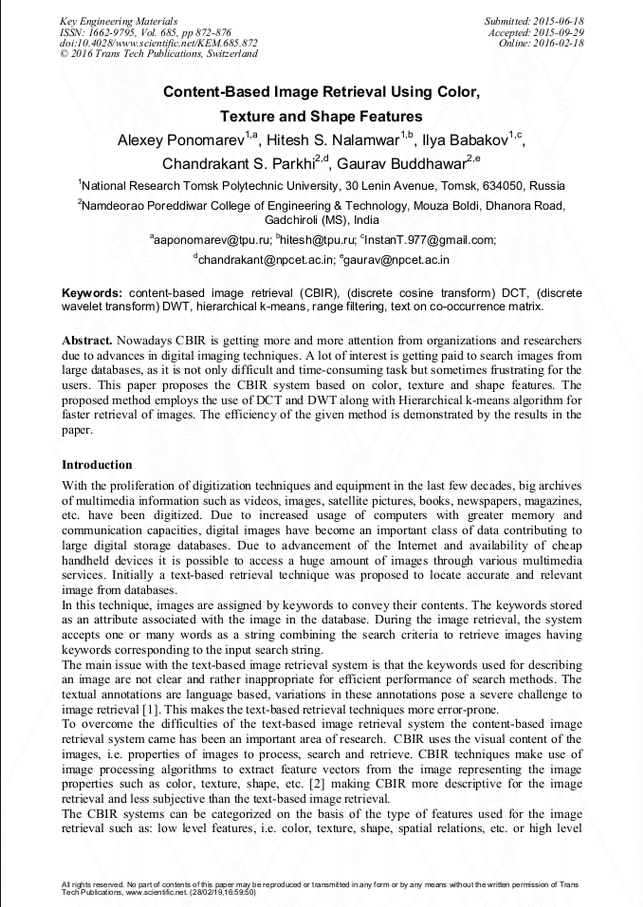 Key Engineering Materials
ISSN: 1662-9795, Vol. 685, pp 872-876
doi:10.4028/www.scientific.net/KEM.685.872
© 2016 Trans Tech Publications, Switzerland
Submitted: 2015-06-18
Accepted: 2015-09-29
Online: 2016-02-18
Content-Based Image Retrieval Using Color,
Texture and Shape Features
Alexey Ponomarev1,a, Hitesh S. Nalamwar1,b, Ilya Babakov1,c,
Chandrakant S. Parkhi2,d, Gaurav Buddhawar2,e
1National Research Tomsk Polytechnic University, 30 Lenin Avenue, Tomsk, 634050, Russia
2Namdeorao Poreddiwar College of Engineering & Technology, Mouza Boldi, Dhanora Road,
Gadchiroli (MS), India
aaaponomarev@tpu.ru; bhitesh@tpu.ru; cInstanT.977@gmail.com;
dchandrakant@npcet.ac.in; egaurav@npcet.ac.in
Keywords: content-based image retrieval (CBIR), (discrete cosine transform) DCT, (discrete
wavelet transform) DWT, hierarchical k-means, range filtering, text on co-occurrence matrix.
Abstract. Nowadays CBIR is getting more and more attention from organizations and researchers
due to advances in digital imaging techniques. A lot of interest is getting paid to search images from
large databases, as it is not only difficult and time-consuming task but sometimes frustrating for the
users. This paper proposes the CBIR system based on color, texture and shape features. The
proposed method employs the use of DCT and DWT along with Hierarchical k-means algorithm for
faster retrieval of images. The efficiency of the given method is demonstrated by the results in the
paper.
Introduction
With the proliferation of digitization techniques and equipment in the last few decades, big archives
of multimedia information such as videos, images, satellite pictures, books, newspapers, magazines,
etc. have been digitized. Due to increased usage of computers with greater memory and
communication capacities, digital images have become an important class of data contributing to
large digital storage databases. Due to advancement of the Internet and availability of cheap
handheld devices it is possible to access a huge amount of images through various multimedia
services. Initially a text-based retrieval technique was proposed to locate accurate and relevant
image from databases.
In this technique, images are assigned by keywords to convey their contents. The keywords stored
as an attribute associated with the image in the database. During the image retrieval, the system
accepts one or many words as a string combining the search criteria to retrieve images having
keywords corresponding to the input search string.
The main issue with the text-based image retrieval system is that the keywords used for describing
an image are not clear and rather inappropriate for efficient performance of search methods. The
textual annotations are language based, variations in these annotations pose a severe challenge to
image retrieval [1]. This makes the text-based retrieval techniques more error-prone.
To overcome the difficulties of the text-based image retrieval system the content-based image
retrieval system came has been an important area of research. CBIR uses the visual content of the
images, i.e. properties of images to process, search and retrieve. CBIR techniques make use of
image processing algorithms to extract feature vectors from the image representing the image
properties such as color, texture, shape, etc. [2] making CBIR more descriptive for the image
retrieval and less subjective than the text-based image retrieval.
The CBIR systems can be categorized on the basis of the type of features used for the image
retrieval such as: low level features, i.e. color, texture, shape, spatial relations, etc. or high level
All rights reserved. No part of contents of this paper may be reproduced or transmitted in any form or by any means without the written permission of Trans
Tech Publications, www.scientific.net. (28/02/19,16:59:50)